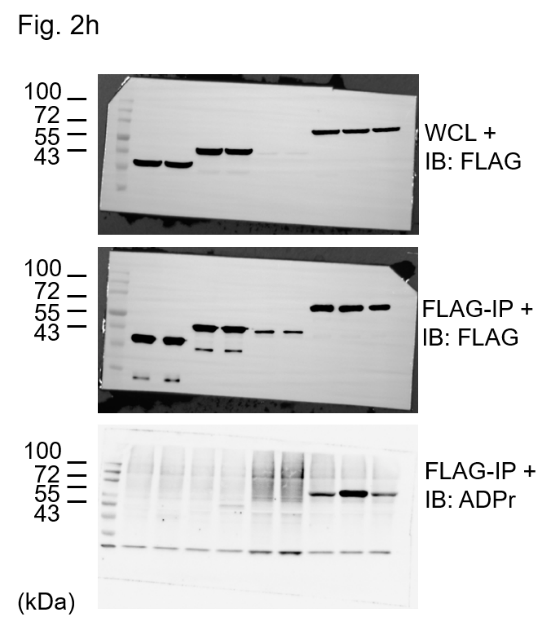 Fig. 2h
100
72
55
43
WCL +
IB: FLAG
100
72
55
43
FLAG-IP +
IB: FLAG
100
72
55
43
FLAG-IP +
IB: ADPr
(kDa)